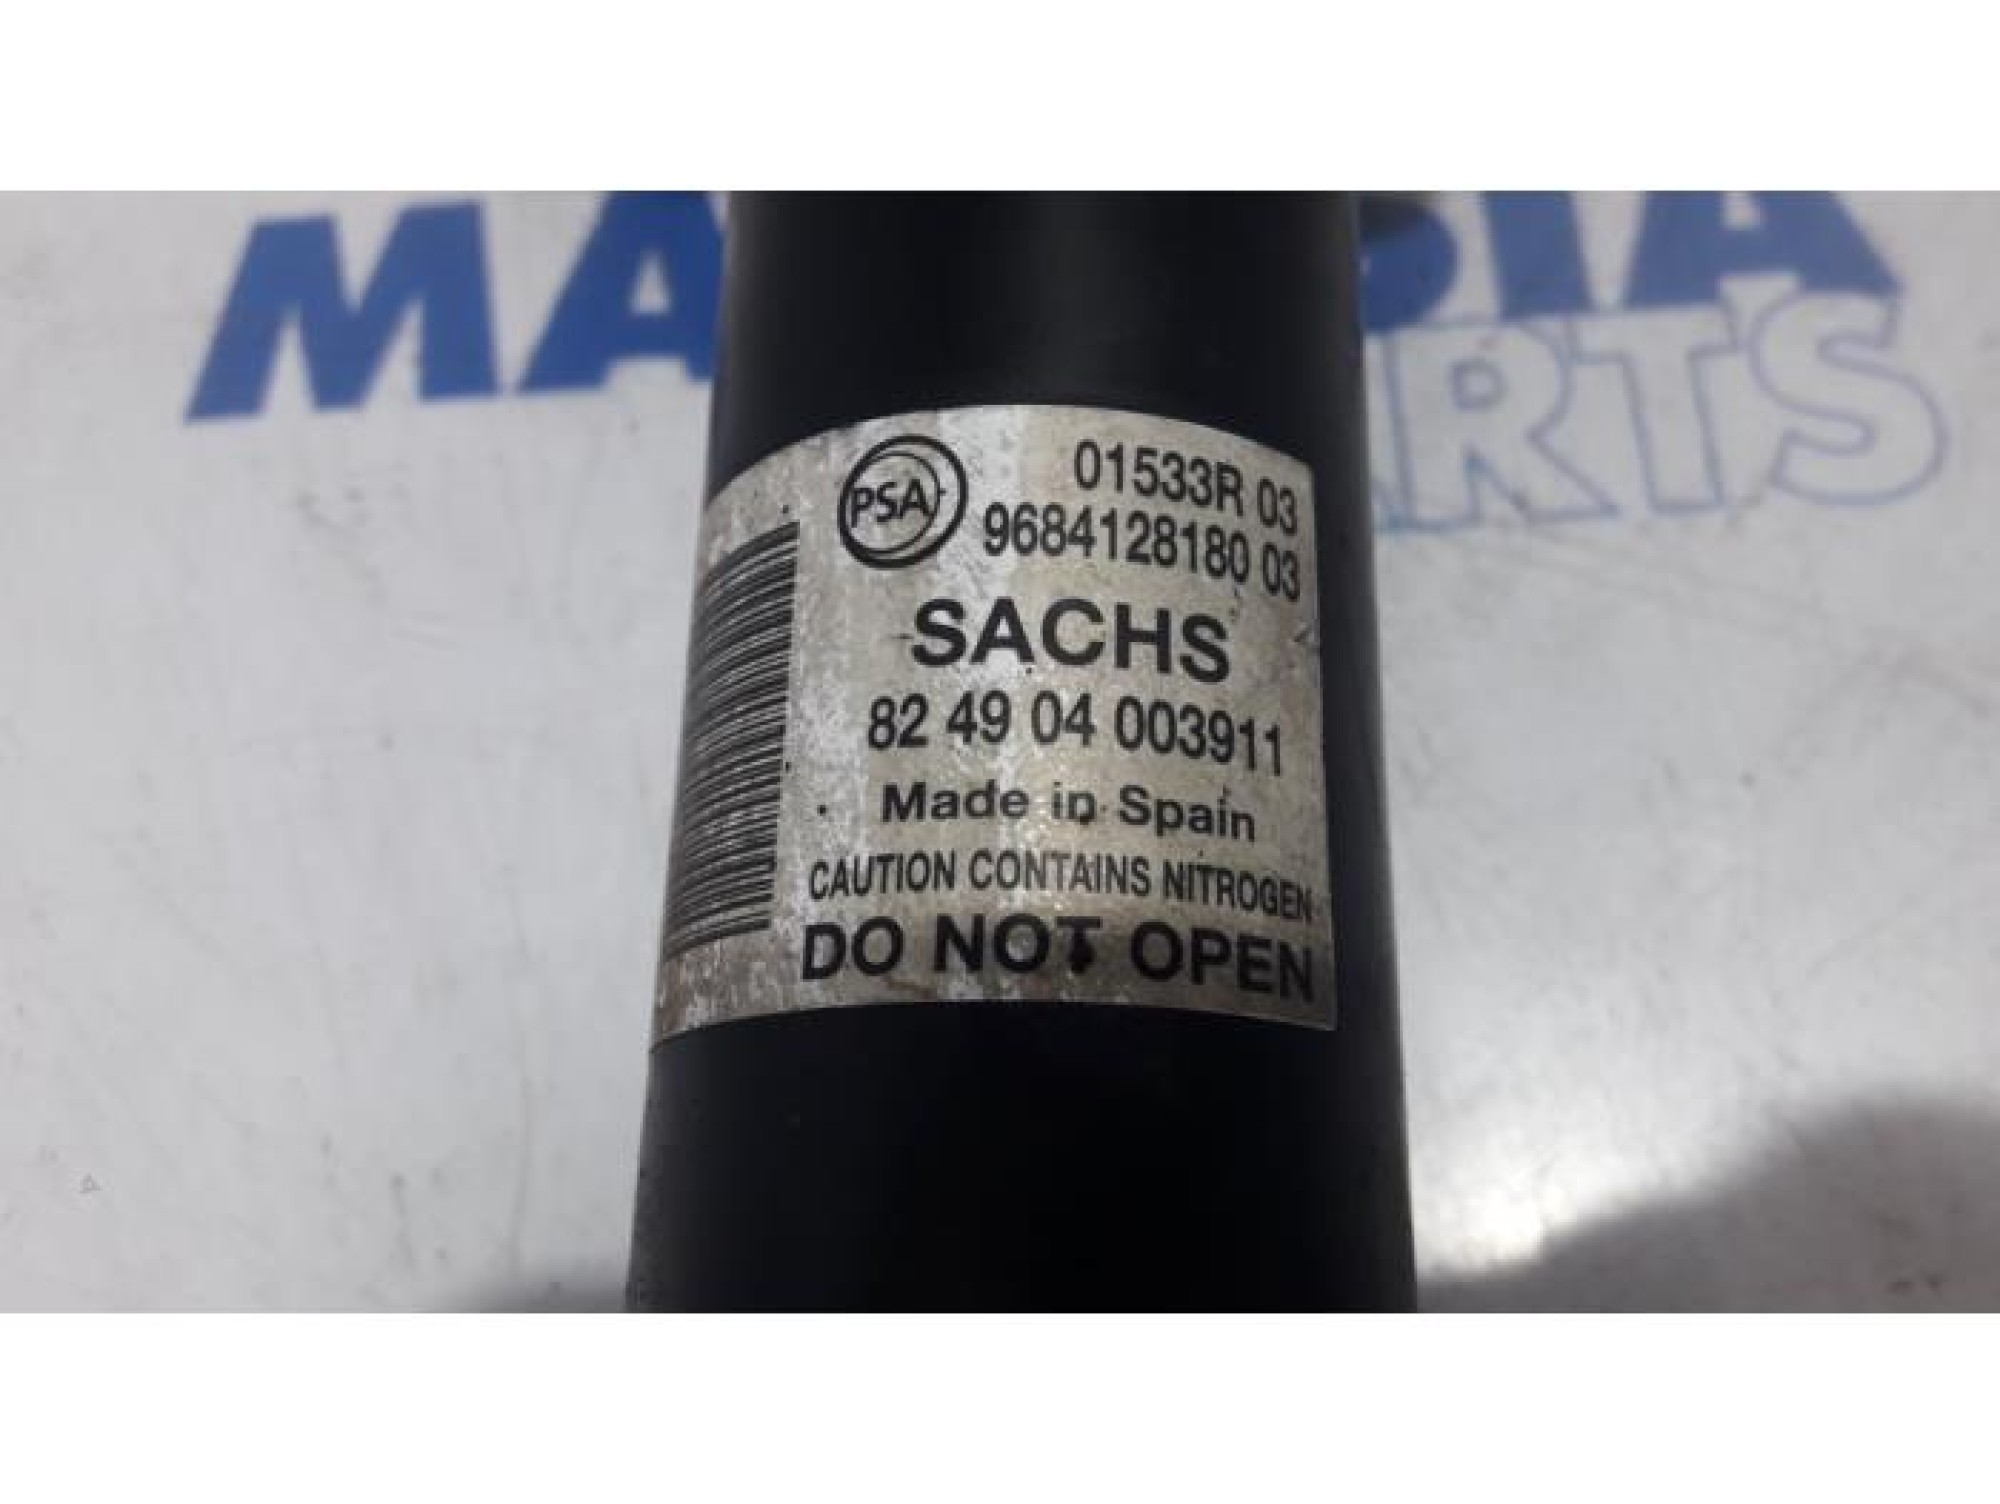 PSA
01533R 03
9684128180 03
SACHS
82 49 04 003911
Made in Spain
CAUTION CONTAINS NITROGEN
DO NOT OPEN